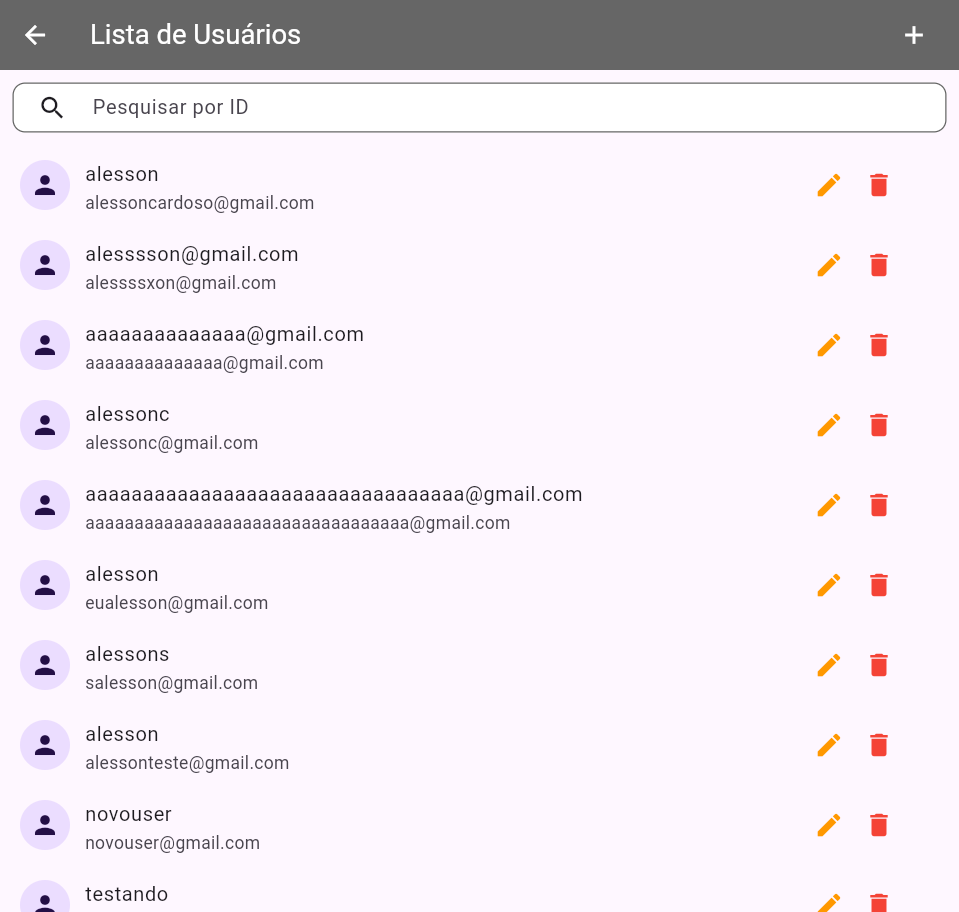 Lista de Usuários
Pesquisar por ID
alesson
alessoncardoso@gmail.com
alesssson@gmail.com
alessssxon@gmail.com
aaaaaaaaaaaaaa@gmail.com
aaaaaaaaaaaaaa@gmail.com
alessonc
alessonc@gmail.com
aaaaaaaaaaaaaaaaaaaaaaaaaaaaaaaaa@gmail.com
aaaaaaaaaaaaaaaaaaaaaaaaaaaaaaaaa@gmail.com
alesson
eualesson@gmail.com
alessons
salesson@gmail.com
alesson
alessonteste@gmail.com
novouser
novouser@gmail.com
testando